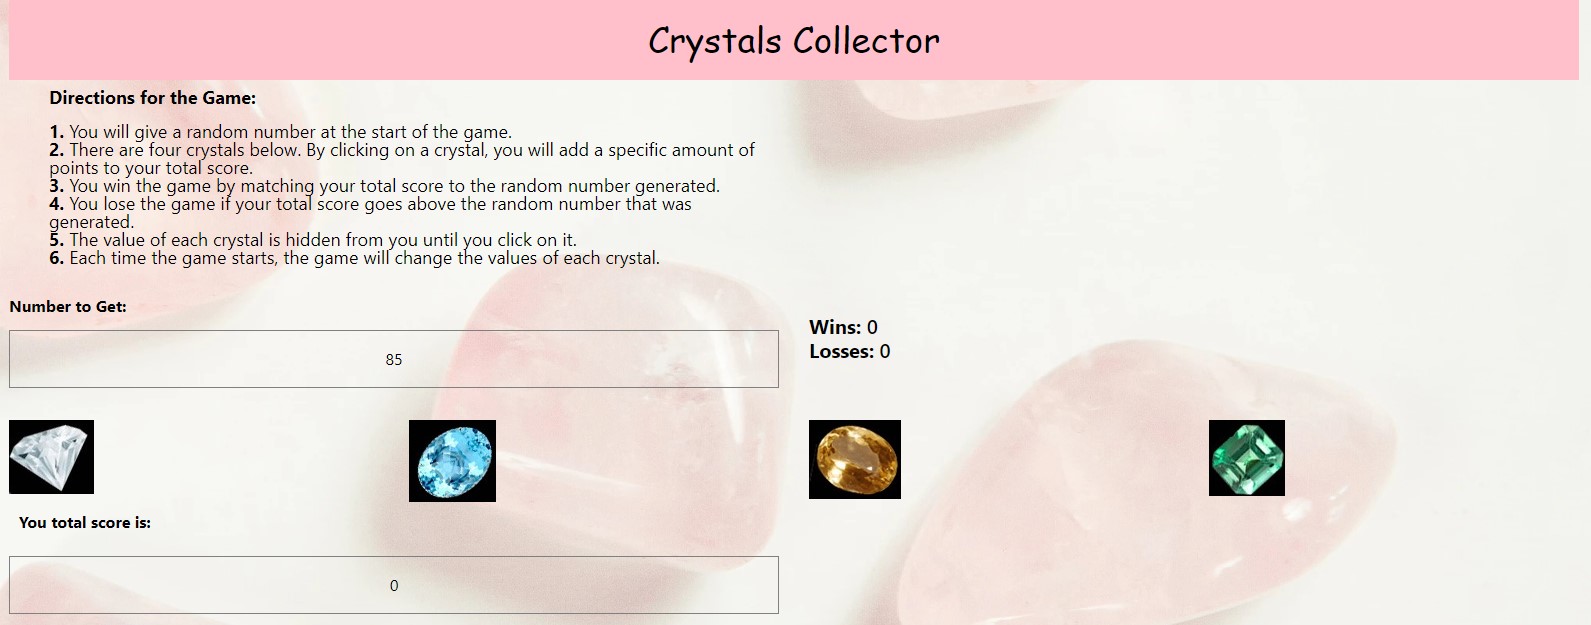 Crystals Collector
Directions for the Game:
1. You will give a random number at the start of the game.
2. There are four crystals below. By clicking on a crystal, you will add a specific amount of
points to your total score.
3. You win the game by matching your total score to the random number generated.
4. You lose the game if your total score goes above the random number that was
generated.
5. The value of each crystal is hidden from you until you click on it.
6. Each time the game starts, the game will change the values of each crystal.
Number to Get:
85
Wins: 0
Losses: 0
You total score is:
0